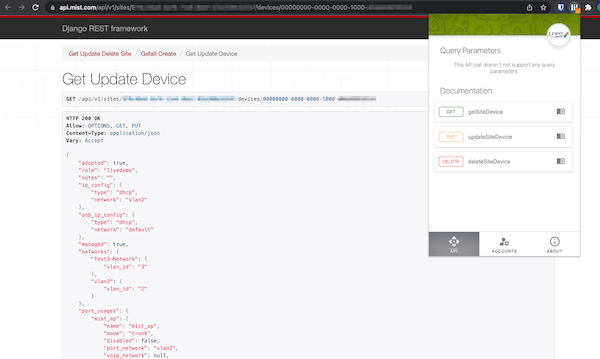 api.mist.com/api/v1/sites/ /devices/00000000-0000-0000-1000-
Django REST framework
Get Update Delete Site / Getall Create / Get Update Device
Get Update Device
GET /api/v1/sites/ devices/00000000-0000-0000-1000-
HTTP 200 OK
Allow: OPTIONS, GET, PUT
Content-Type: application/json
Vary: Accept
{
"adopted": true,
"role": "livedemo",
"notes": "",
"ip_config": {
"type": "dhcp",
"network": "vlan2"
},
"oob_ip_config": {
"type": "dhcp",
"network": "default"
},
"managed": true,
"networks": {
"Test3-Network": {
"vlan_id": "3"
},
"vlan2": {
"vlan_id": "2"
}
},
"port_usages": {
"mist_ap": {
"name": "mist_ap",
"mode": "trunk",
"disabled": false,
"port_network": "vlan2",
"voip_network": null,
Query Parameters
This API call doesn't support any query
parameters.
Documentation
GET getSiteDevice
PUT updateSiteDevice
DELETE deleteSiteDevice
API ACCOUNTS ABOUT